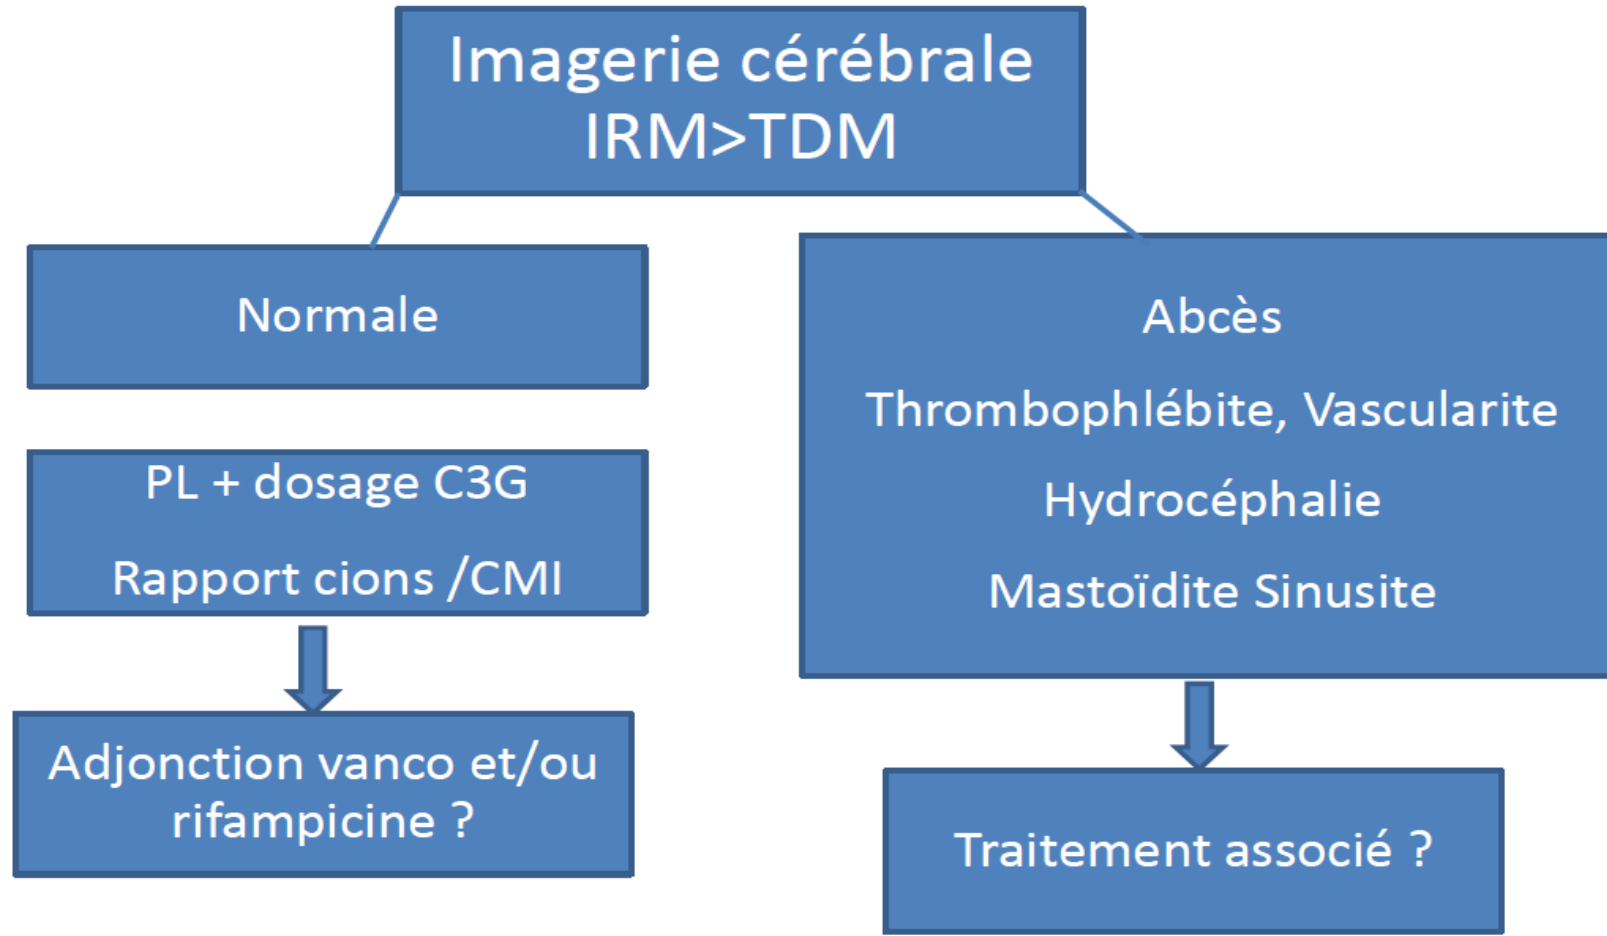 Imagerie cérébrale
IRM>TDM
Normale
PL + dosage C3G
Rapport cions /CMI
Adjonction vanco et/ou
rifampicine ?
Abcès
Thrombophlébite, Vascularite
Hydrocéphalie
Mastoïdite Sinusite
Traitement associé ?